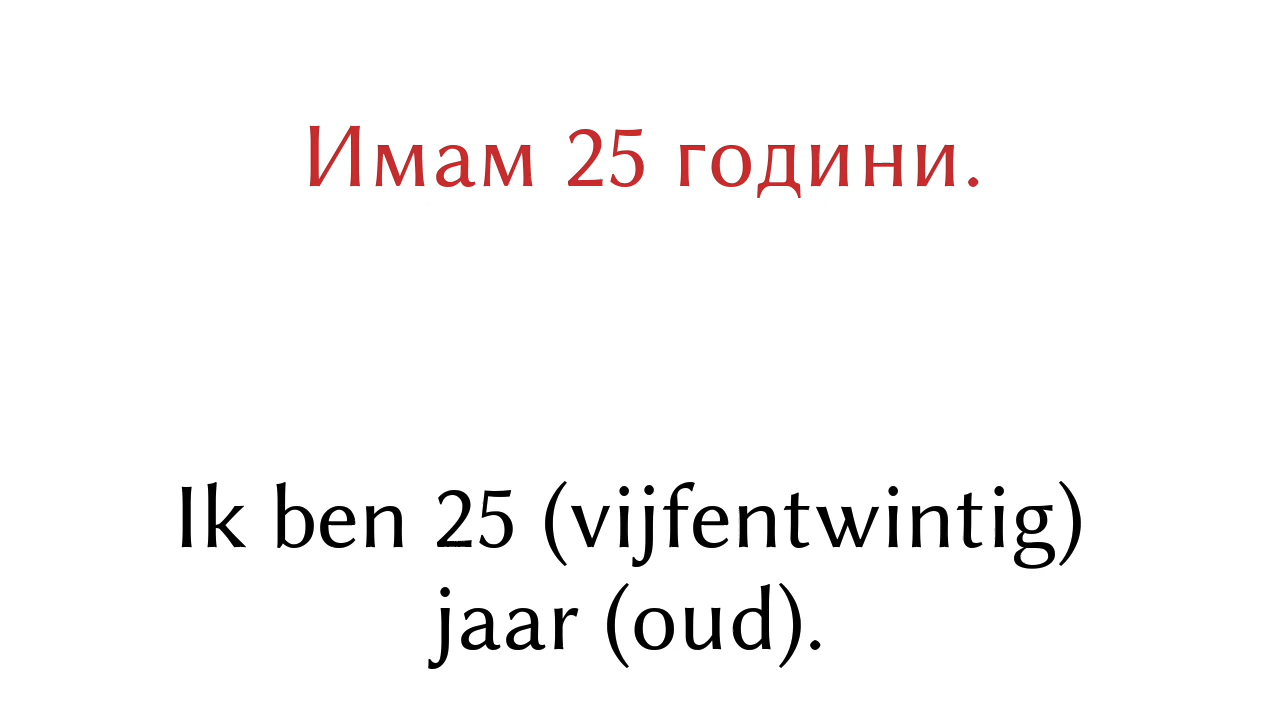 Имам 25 години.
Ik ben 25 (vijfentwintig)
jaar (oud).